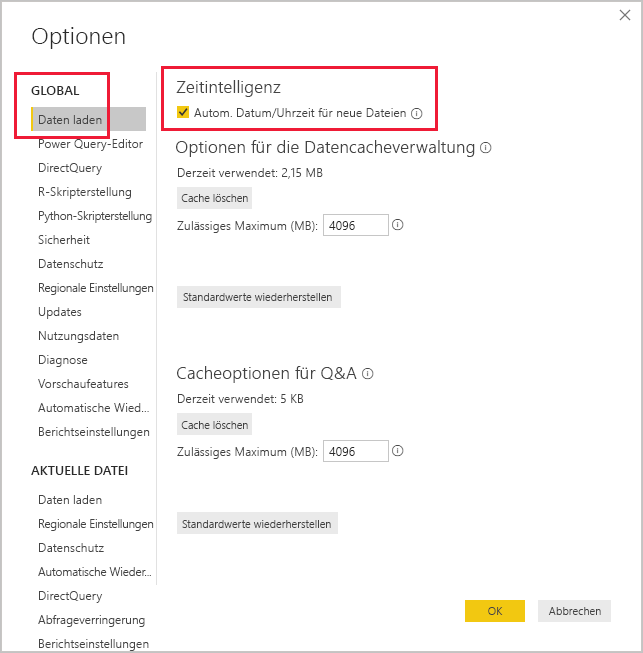 Optionen
GLOBAL
Daten laden
Power Query-Editor
DirectQuery
R-Skripterstellung
Python-Skripterstellung
Sicherheit
Datenschutz
Regionale Einstellungen
Updates
Nutzungsdaten
Diagnose
Vorschaufeatures
Automatische Wied...
Berichtseinstellungen
AKTUELLE DATEI
Daten laden
Regionale Einstellungen
Datenschutz
Automatische Wieder...
DirectQuery
Abfrageverringerung
Berichtseinstellungen
Zeitintelligenz
Autom. Datum/Uhrzeit für neue Dateien
Optionen für die Datencacheverwaltung
Derzeit verwendet: 2,15 MB
Cache löschen
Zulässiges Maximum (MB): 4096
Standardwerte wiederherstellen
Cacheoptionen für Q&A
Derzeit verwendet: 5 KB
Cache löschen
Zulässiges Maximum (MB): 4096
Standardwerte wiederherstellen
OK Abbrechen